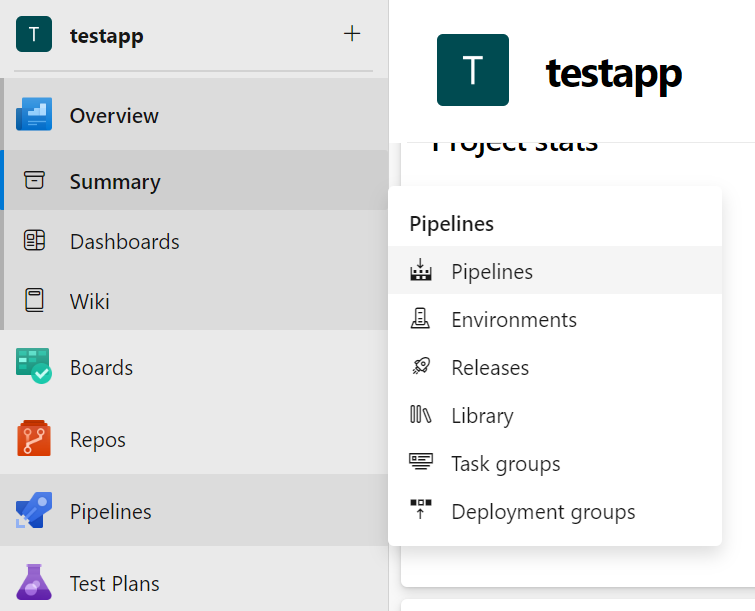 T
testapp
+
Overview
Summary
Dashboards
Wiki
Boards
Repos
Pipelines
Test Plans
T
testapp
Project stats
Pipelines
Pipelines
Environments
Releases
Library
Task groups
Deployment groups